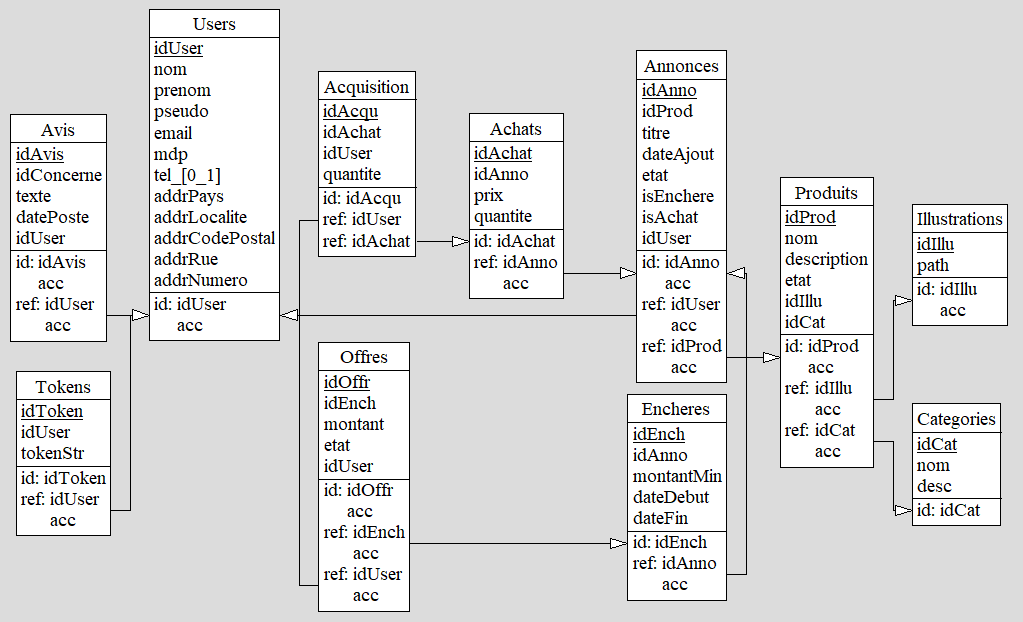 Users
idUser
nom
prenom
pseudo
email
mdp
tel_[0_1]
addrPays
addrLocalite
addrCodePostal
addrRue
addrNumero
id: idUser
acc
Avis
idAvis
idConcerne
texte
datePoste
idUser
id: idAvis
acc
ref: idUser
acc
Tokens
idToken
idUser
tokenStr
id: idToken
ref: idUser
acc
Acquisition
idAcqu
idAchat
idUser
quantite
id: idAcqu
ref: idUser
ref: idAchat
Offres
idOffr
idEnch
montant
etat
idUser
id: idOffr
acc
ref: idEnch
acc
ref: idUser
acc
Achats
idAchat
idAnno
prix
quantite
id: idAchat
ref: idAnno
acc
Annonces
idAnno
idProd
titre
dateAjout
etat
isEnchere
isAchat
idUser
id: idAnno
acc
ref: idUser
acc
ref: idProd
acc
Encheres
idEnch
idAnno
montantMin
dateDebut
dateFin
id: idEnch
ref: idAnno
acc
Produits
idProd
nom
description
etat
idIllu
idCat
id: idProd
acc
ref: idIllu
acc
ref: idCat
acc
Illustrations
idIllu
path
id: idIllu
acc
Categories
idCat
nom
desc
id: idCat